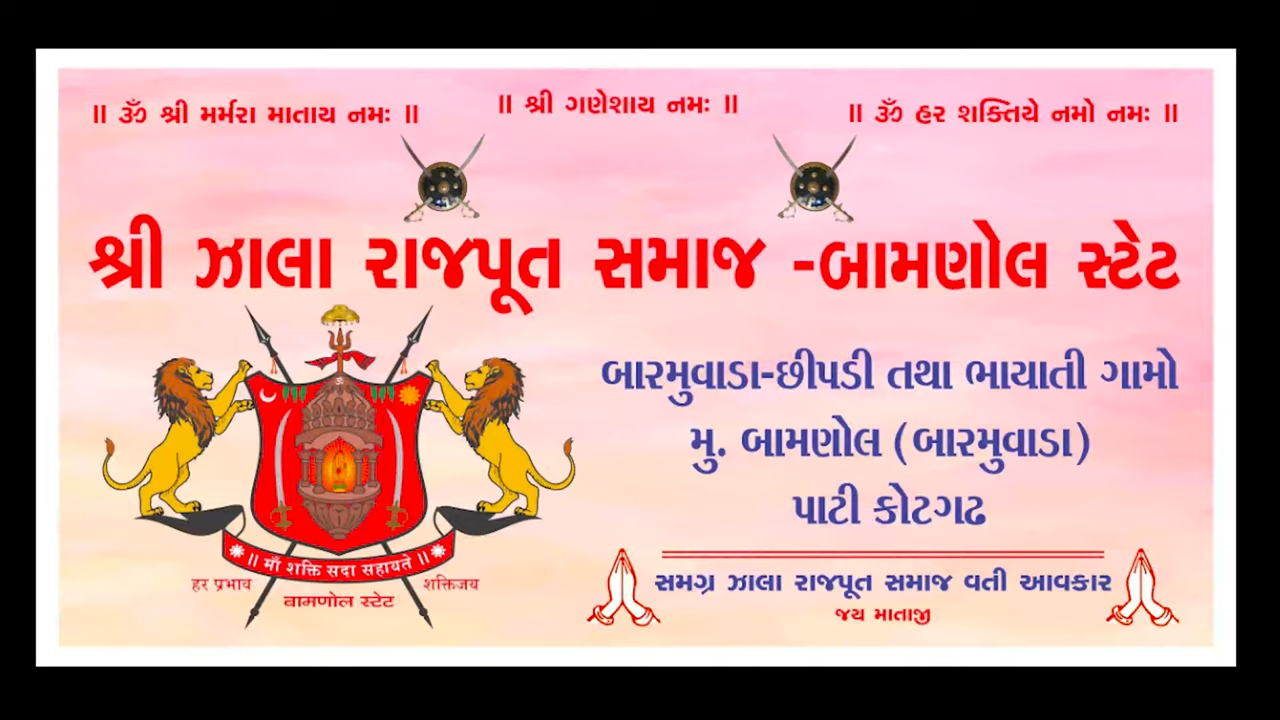 ॥ ૐ શ્રી મર્મરા માતાય નમઃ ॥
॥ શ્રી ગણેશાય નમઃ ॥
॥ ૐ હર શક્તિયે નમો નમઃ ॥
શ્રી ઝાલા રાજપૂત સમાજ -બામણોલ સ્ટેટ
બારમુવાડા-છીપડી તથા ભાયાતી ગામો
મુ. બામણોલ (બારમુવાડા)
પાટી કોટગઢ
॥ माँ शक्ति सदा सहायते ॥
हर प्रभाव
शक्तिजय
बामणोल स्टेट
સમગ્ર ઝાલા રાજપૂત સમાજ વતી આવકાર
જય માતાજી